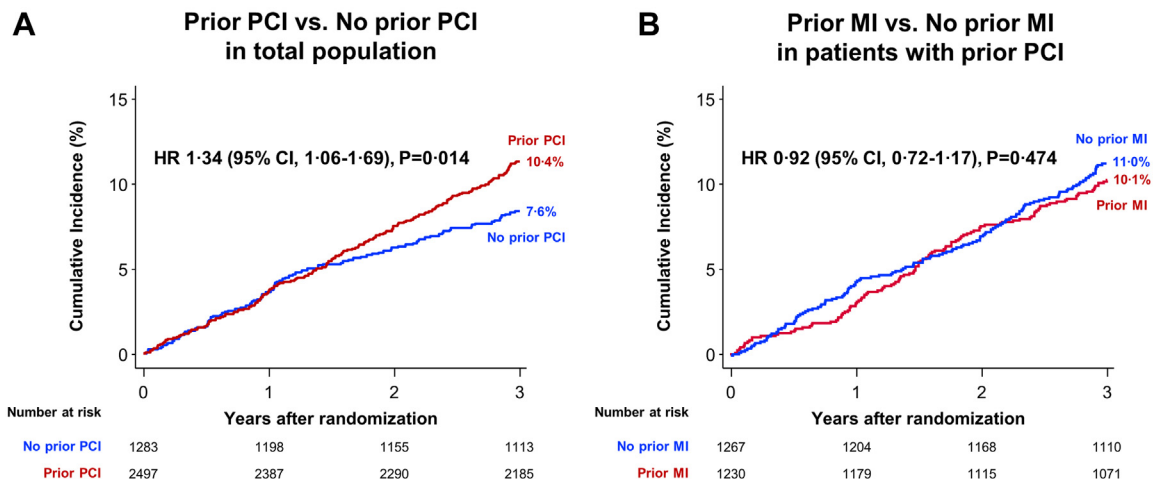 A
Prior PCI vs. No prior PCI
in total population
Cumulative Incidence (%)
15
10
5
0
HR 1·34 (95% CI, 1·06-1·69), P=0·014
Prior PCI
10·4%
7·6%
No prior PCI
0 1 2 3
Years after randomization
Number at risk
No prior PCI 1283 1198 1155 1113
Prior PCI 2497 2387 2290 2185
B
Prior MI vs. No prior MI
in patients with prior PCI
Cumulative Incidence (%)
15
10
5
0
HR 0·92 (95% CI, 0·72-1·17), P=0·474
No prior MI
11·0%
10·1%
Prior MI
0 1 2 3
Years after randomization
Number at risk
No prior MI 1267 1204 1168 1110
Prior MI 1230 1179 1115 1071